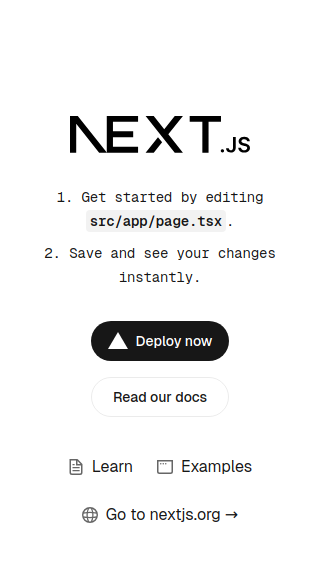 NEXT.JS
1. Get started by editing
src/app/page.tsx.
2. Save and see your changes
instantly.
Deploy now
Read our docs
Learn
Examples
Go to nextjs.org →